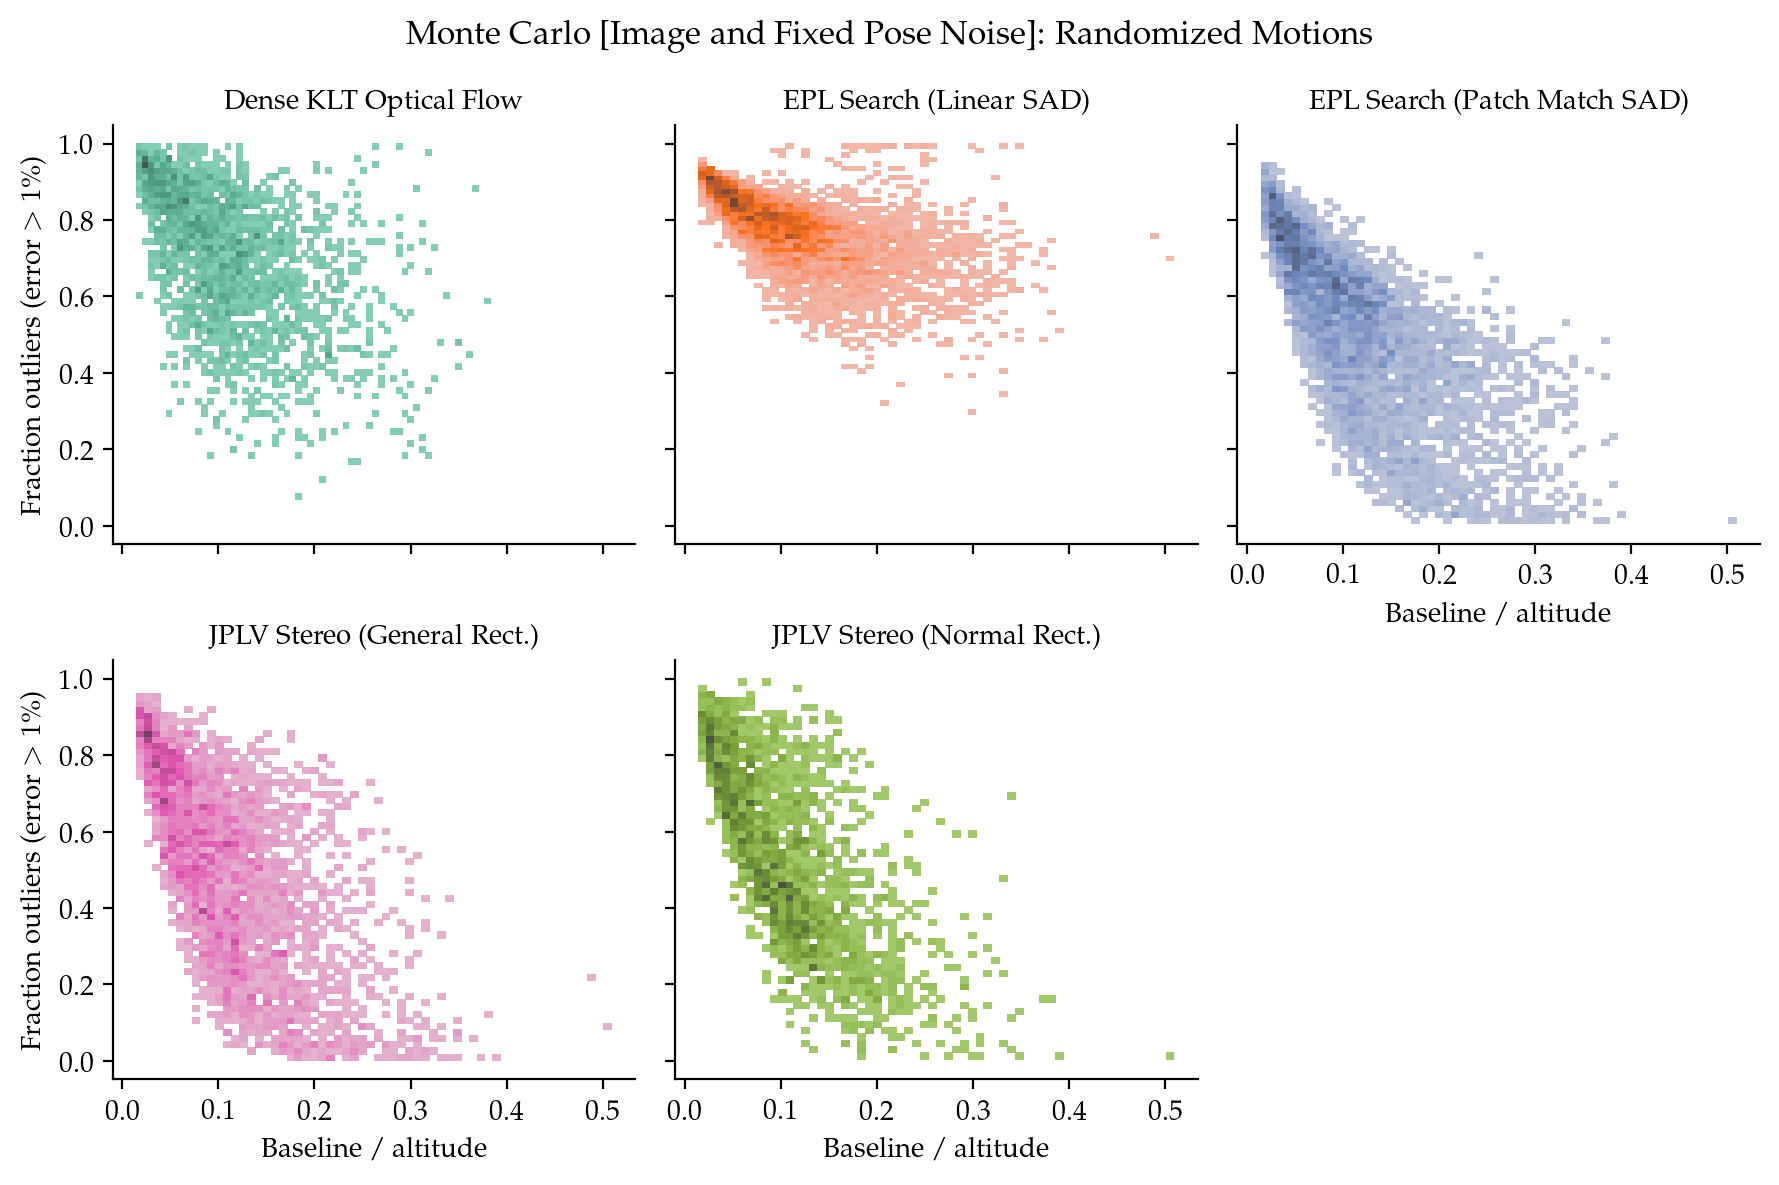 Monte Carlo [Image and Fixed Pose Noise]: Randomized Motions
Dense KLT Optical Flow
EPL Search (Linear SAD)
EPL Search (Patch Match SAD)
Fraction outliers (error > 1%)
1.0
0.8
0.6
0.4
0.2
0.0
0.0 0.1 0.2 0.3 0.4 0.5
Baseline / altitude
JPLV Stereo (General Rect.)
JPLV Stereo (Normal Rect.)
Fraction outliers (error > 1%)
1.0
0.8
0.6
0.4
0.2
0.0
0.0 0.1 0.2 0.3 0.4 0.5
0.0 0.1 0.2 0.3 0.4 0.5
Baseline / altitude
Baseline / altitude